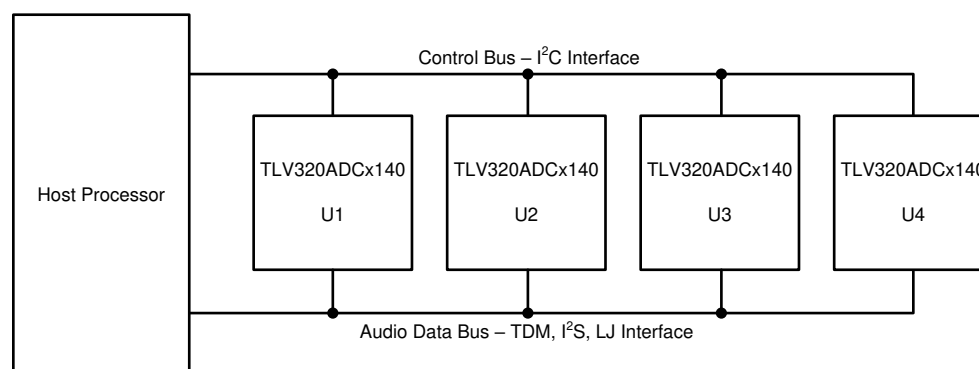 Control Bus – I²C Interface
TLV320ADCx140
U1
TLV320ADCx140
U2
TLV320ADCx140
U3
TLV320ADCx140
U4
Host Processor
Audio Data Bus – TDM, I²S, LJ Interface